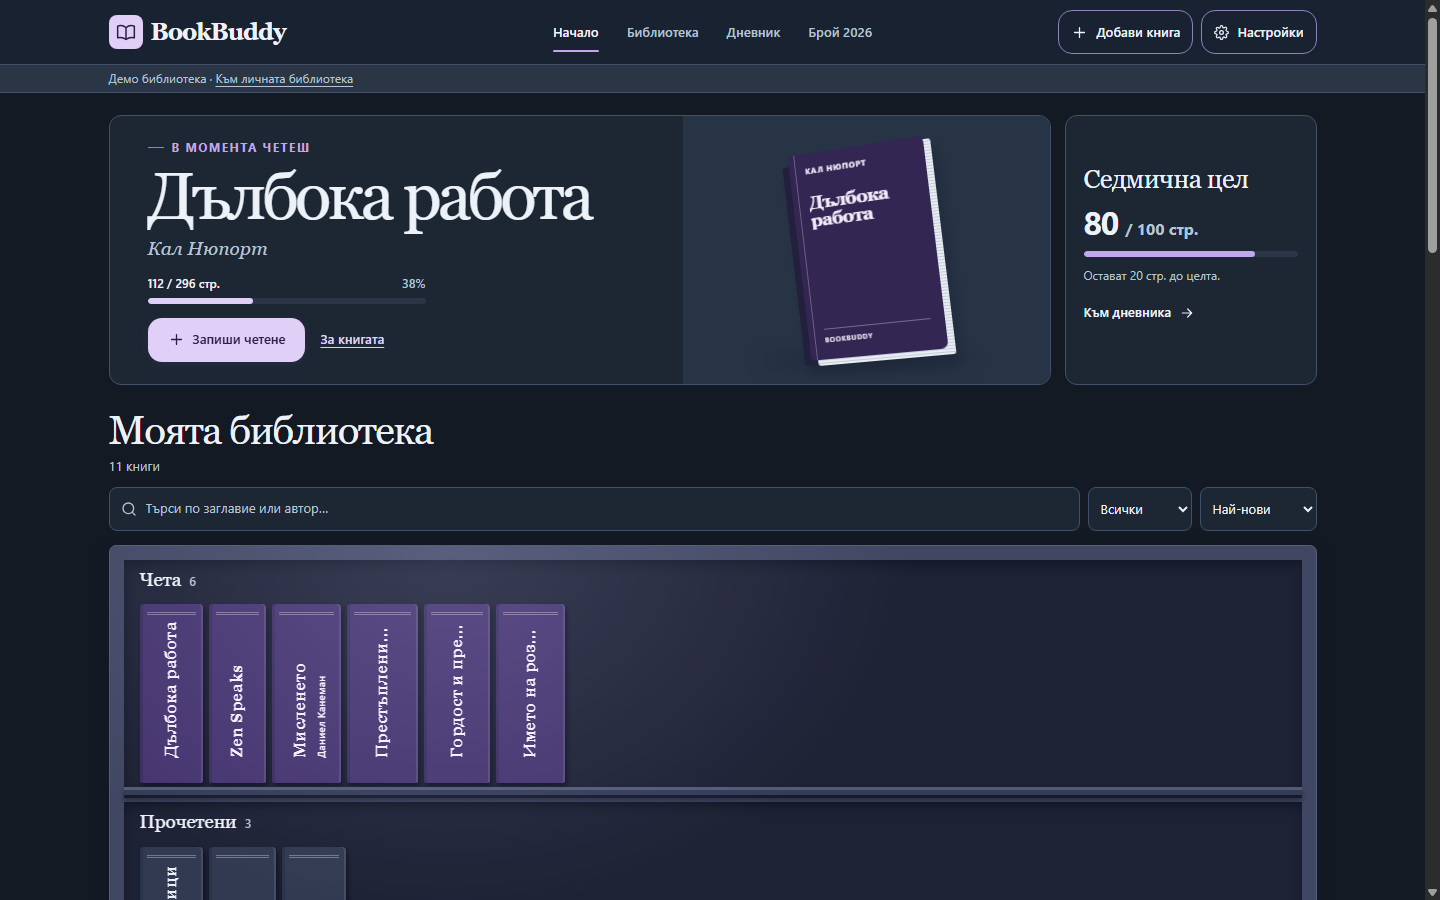 BookBuddy
Начало
Библиотека
Дневник
Брой 2026
Добави книга
Настройки
Демо библиотека · Към личната библиотека
В МОМЕНТА ЧЕТЕШ
Дълбока работа
Кал Нюпорт
112 / 296 стр.
38%
Запиши четене
За книгата
КАЛ НЮПОРТ
Дълбока
работа
BOOKBUDDY
Седмична цел
80 / 100 стр.
Остават 20 стр. до целта.
Към дневника
Моята библиотека
11 книги
Търси по заглавие или автор...
Всички
Най-нови
Чета 6
Дълбока работа
Zen Speaks
Мисленето
Даниел Канеман
Престъплени...
Гордост и пре...
Името на роз...
Прочетени 3
ици